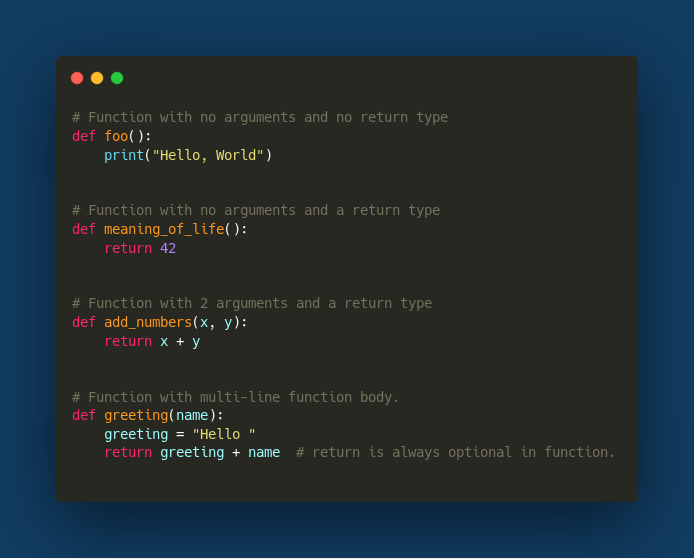 # Function with no arguments and no return type
def foo():
    print("Hello, World")
# Function with no arguments and a return type
def meaning_of_life():
    return 42
# Function with 2 arguments and a return type
def add_numbers(x, y):
    return x + y
# Function with multi-line function body.
def greeting(name):
    greeting = "Hello "
    return greeting + name  # return is always optional in function.